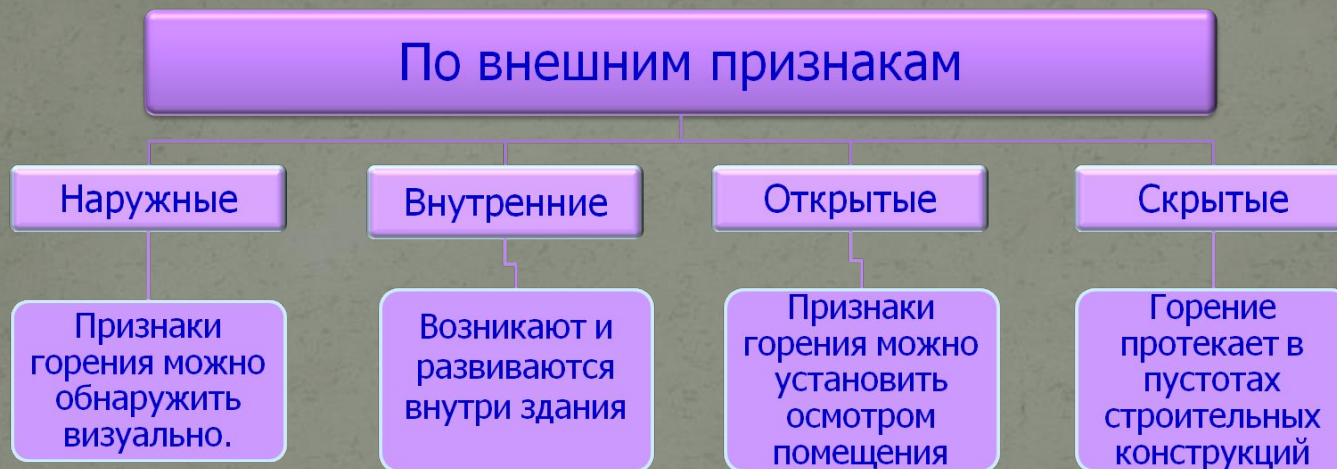 По внешним признакам
Наружные
Внутренние
Открытые
Скрытые
Признаки
горения можно
обнаружить
визуально.
Возникают и
развиваются
внутри здания
Признаки
горения можно
установить
осмотром
помещения
Горение
протекает в
пустотах
строительных
конструкций